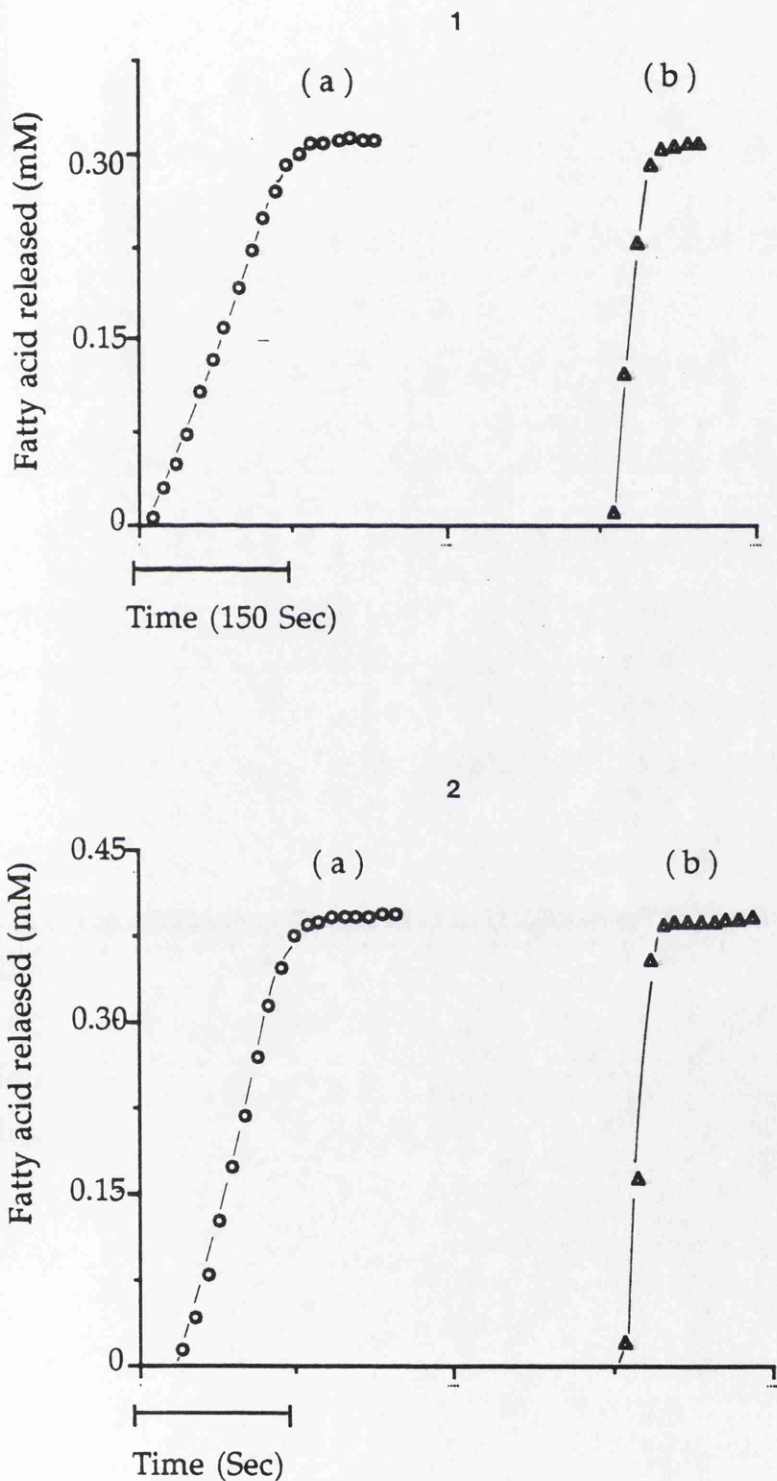 1
(a)
(b)
Fatty acid released (mM)
0.30
0.15
0
Time (150 Sec)
2
(a)
(b)
Fatty acid relaesed (mM)
0.45
0.30
0.15
0
Time (Sec)